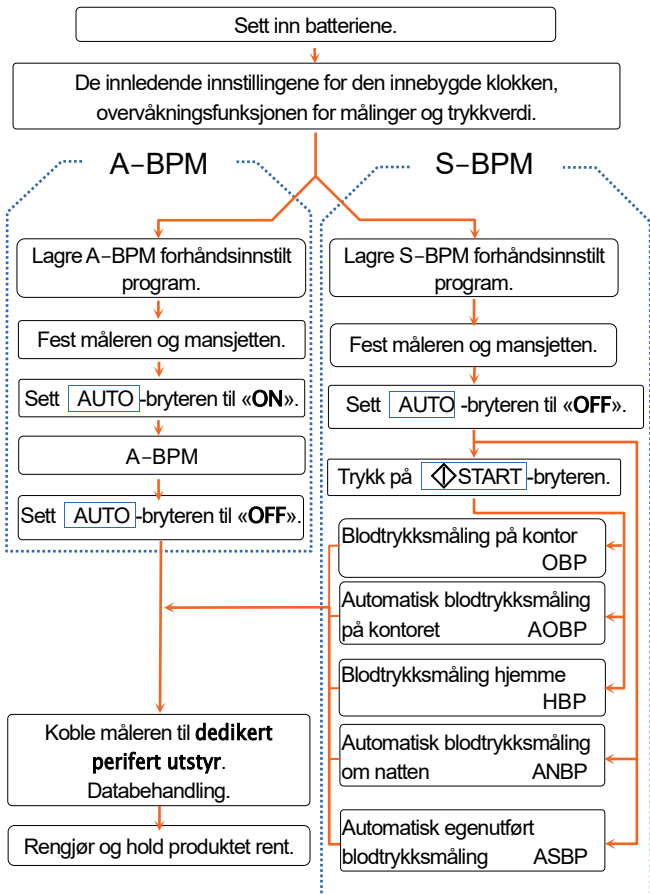 Sett inn batteriene.
De innledende innstillingene for den innebygde klokken,
overvåkningsfunksjonen for målinger og trykkverdi.
A-BPM
Lagre A-BPM forhåndsinnstilt
program.
Fest måleren og mansjetten.
Sett AUTO -bryteren til «ON».
A-BPM
Sett AUTO -bryteren til «OFF».
S-BPM
Lagre S-BPM forhåndsinnstilt
program.
Fest måleren og mansjetten.
Sett AUTO -bryteren til «OFF».
Trykk på START -bryteren.
Blodtrykksmåling på kontor
OBP
Automatisk blodtrykksmåling
på kontoret AOBP
Blodtrykksmåling hjemme
HBP
Automatisk blodtrykksmåling
om natten ANBP
Automatisk egenutført
blodtrykksmåling ASBP
Koble måleren til dedikert
perifert utstyr.
Databehandling.
Rengjør og hold produktet rent.